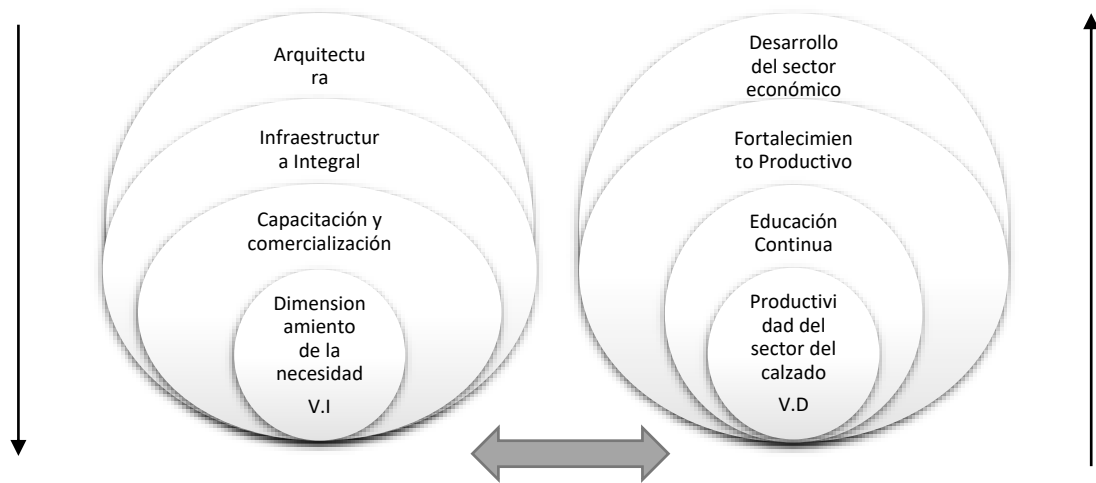 Arquitectu
ra
Infraestructur
a Integral
Capacitación y
comercialización
Dimension
amiento
de la
necesidad
V.I
Desarrollo
del sector
económico
Fortalecimien
to Productivo
Educación
Continua
Productivi
dad del
sector del
calzado
V.D